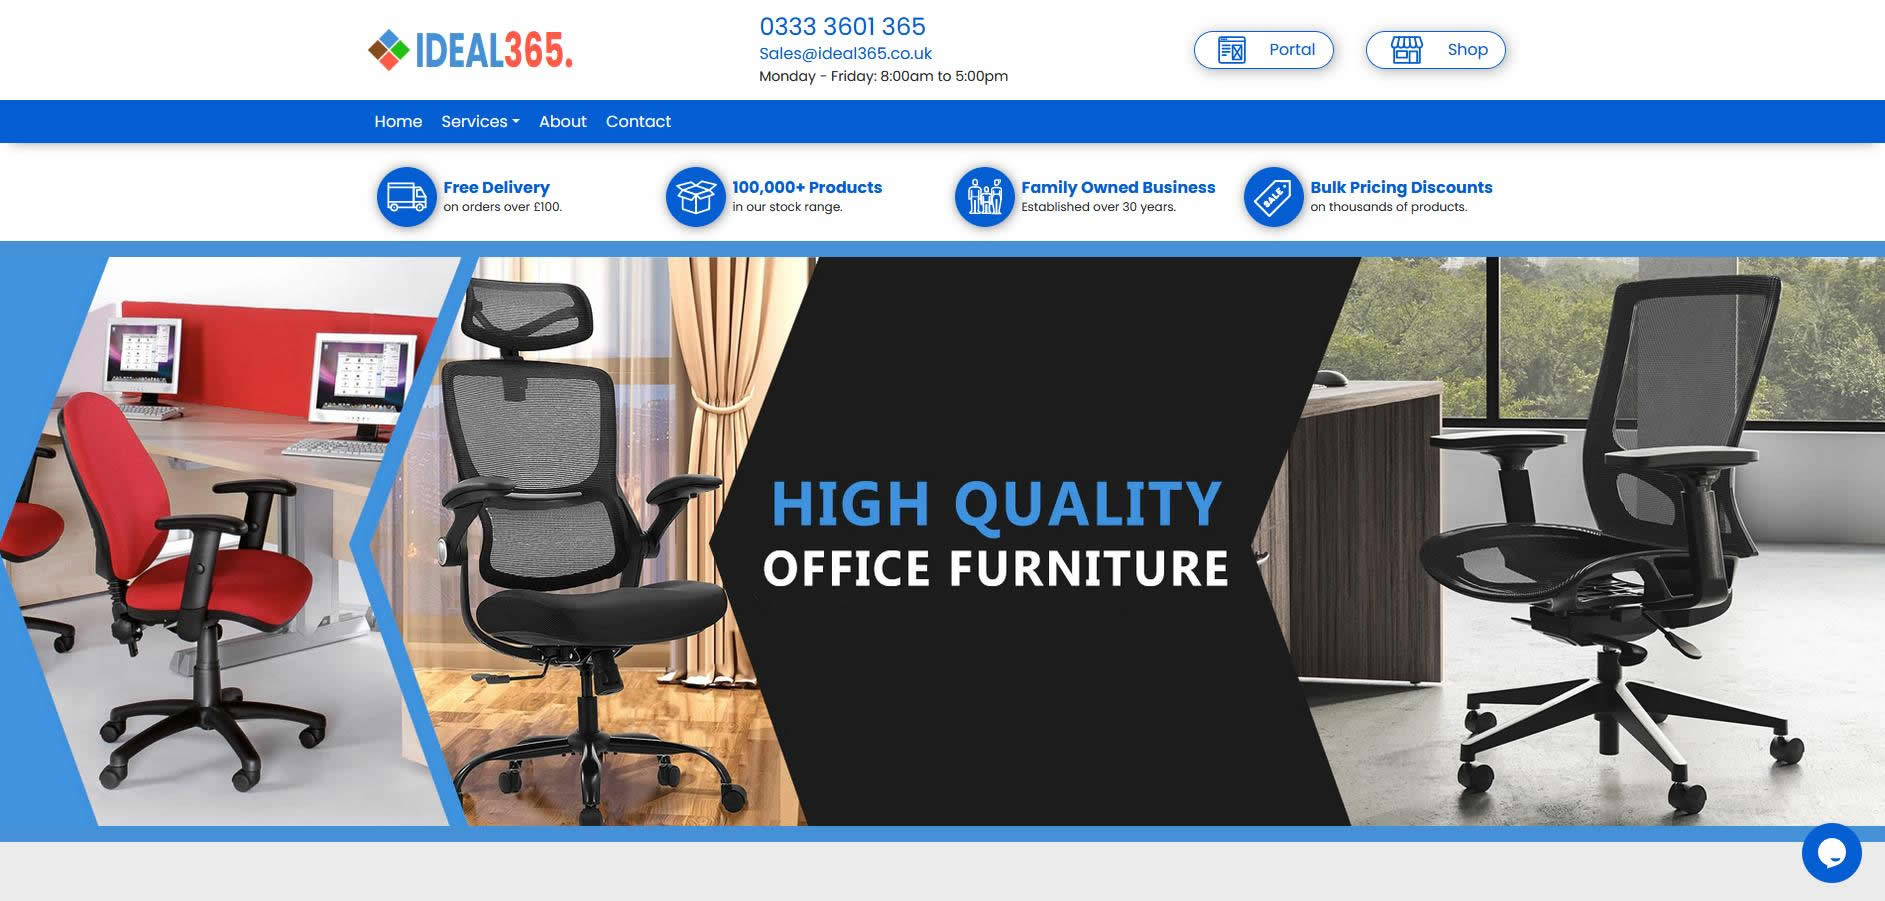 IDEAL365.
0333 3601 365
Sales@ideal365.co.uk
Monday - Friday: 8:00am to 5:00pm
Portal
Shop
Home Services About Contact
Free Delivery
on orders over £100.
100,000+ Products
in our stock range.
Family Owned Business
Established over 30 years.
SALE
Bulk Pricing Discounts
on thousands of products.
HIGH QUALITY
OFFICE FURNITURE